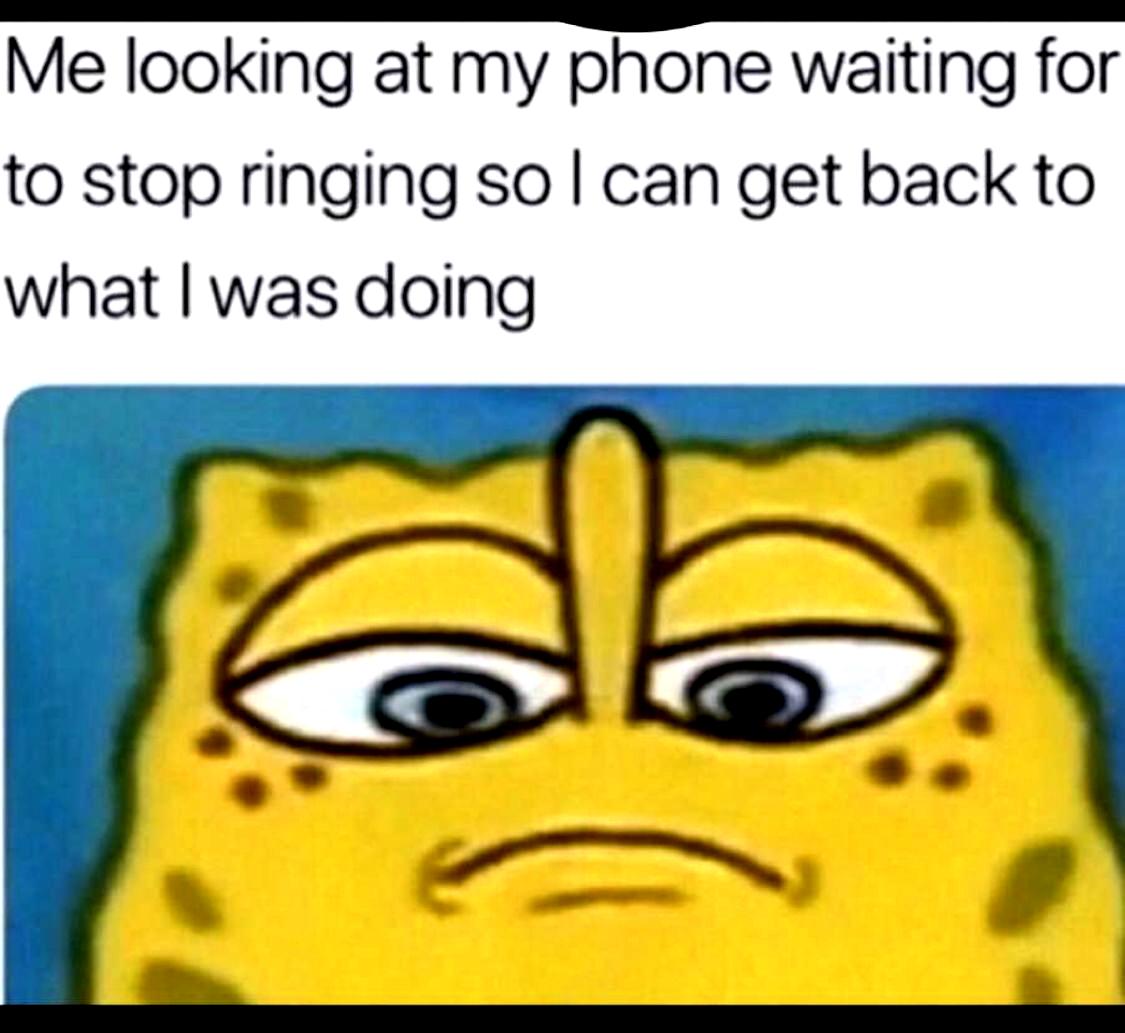 Me looking at my phone waiting for
to stop ringing so I can get back to
what I was doing